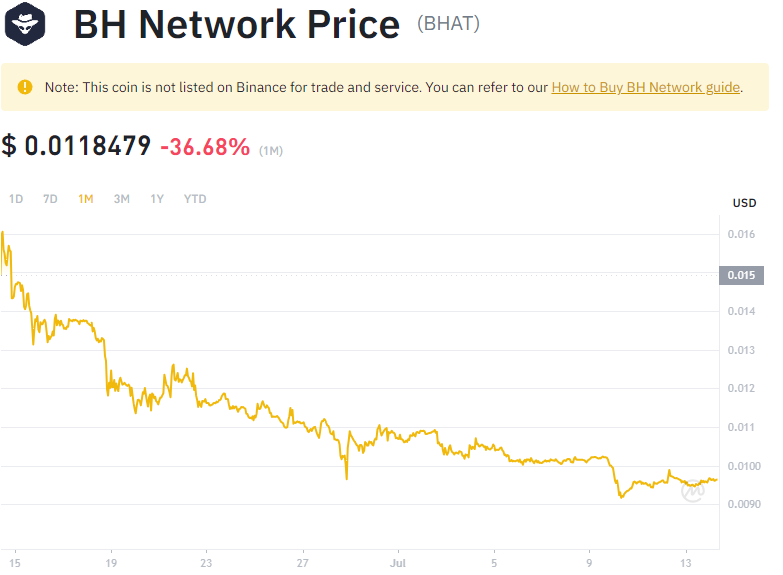 BH Network Price (BHAT)
Note: This coin is not listed on Binance for trade and service. You can refer to our How to Buy BH Network guide.
$ 0.0118479 -36.68% (1M)
1D 7D 1M 3M 1Y YTD
USD
0.016
0.015
0.014
0.013
0.012
0.011
0.0100
0.0090
15 19 23 27 Jul 5 9 13